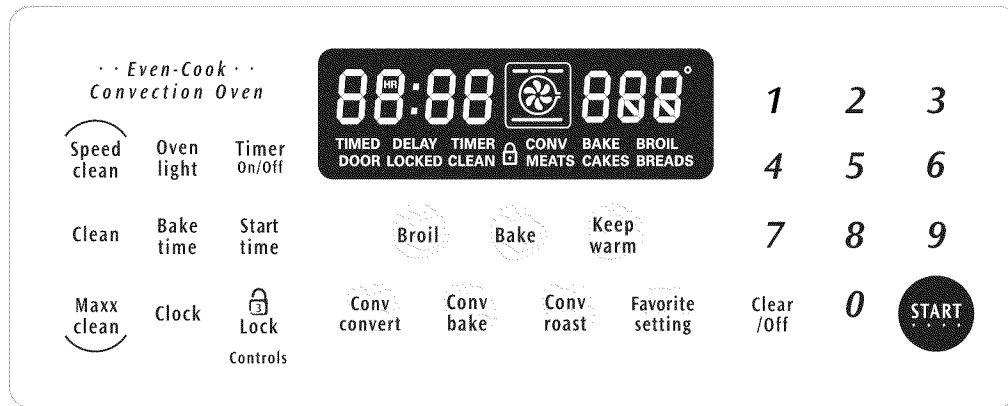 · · Even-Cook · ·
Convection Oven
88:88 888°
HR
TIMED DELAY TIMER CONV BAKE BROIL
DOOR LOCKED CLEAN MEATS CAKES BREADS
Speed
clean
Oven
light
Timer
On/Off
Clean
Bake
time
Start
time
Maxx
clean
Clock
3
Lock
Controls
Broil
Bake
Keep
warm
Conv
convert
Conv
bake
Conv
roast
Favorite
setting
1 2 3
4 5 6
7 8 9
Clear
/Off
0
START